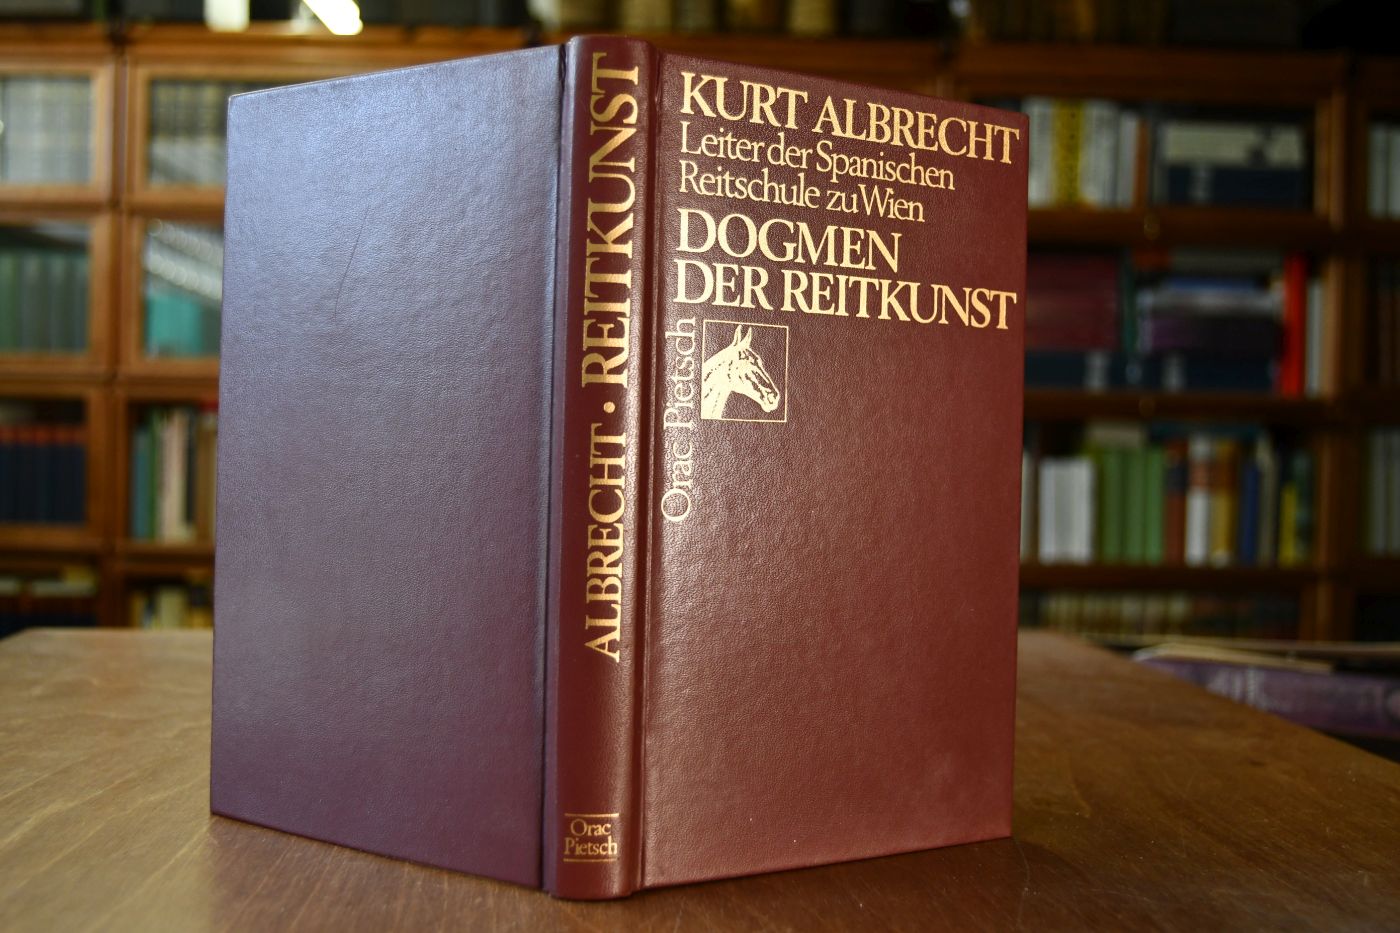 ALBRECHT · REITKUNST
Orac
Pietsch
KURT ALBRECHT
Leiter der Spanischen
Reitschule zu Wien
DOGMEN
DER REITKUNST
Orac Pietsch